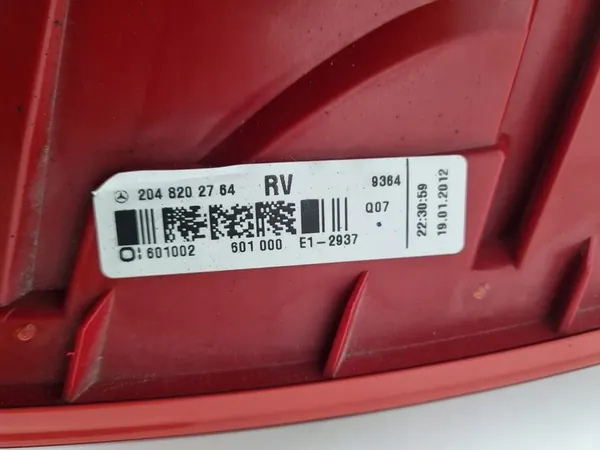 204 820 27 64 RV 9364
Q07
O: 601002 601 000 E1-2937
22:30:59
19.01.2012